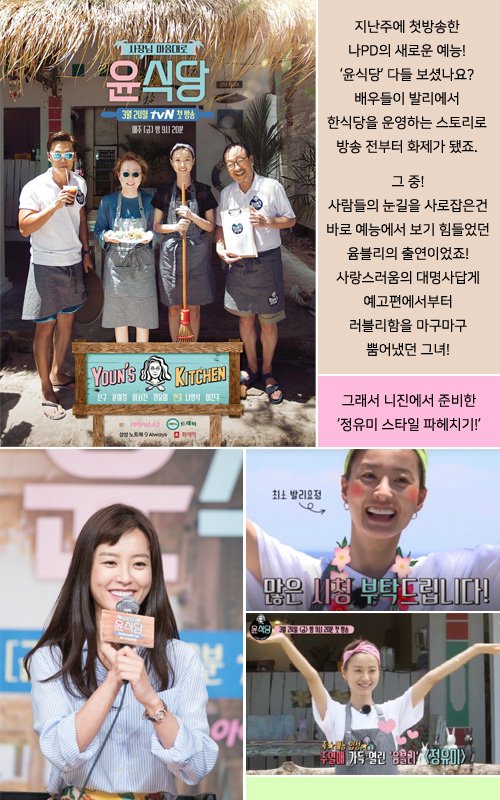 사장님 마음대로
윤식당
3월 24일 tvN 첫 방송
매주 (금) 밤 9시 20분
YOUN'S KITCHEN
신구 윤여정 이서진 정유미 연출 나영석 이진주
삼성 노트북 9 Always
지난주에 첫방송한
나PD의 새로운 예능!
‘윤식당’ 다들 보셨나요?
배우들이 발리에서
한식당을 운영하는 스토리로
방송 전부터 화제가 됐죠.
그 중!
사람들의 눈길을 사로잡은건
바로 예능에서 보기 힘들었던
윰블리의 출연이었죠!
사랑스러움의 대명사답게
예고편에서부터
러블리함을 마구마구
뿜어냈던 그녀!
그래서 니진에서 준비한
‘정유미 스타일 파헤치기!’
윤식당
최소 발리요정
많은 시청 부탁드립니다!
윤식당
3월 24일 (금) 밤 9시 20분 첫 방송
가득 열린 '윰블리' <정유미>